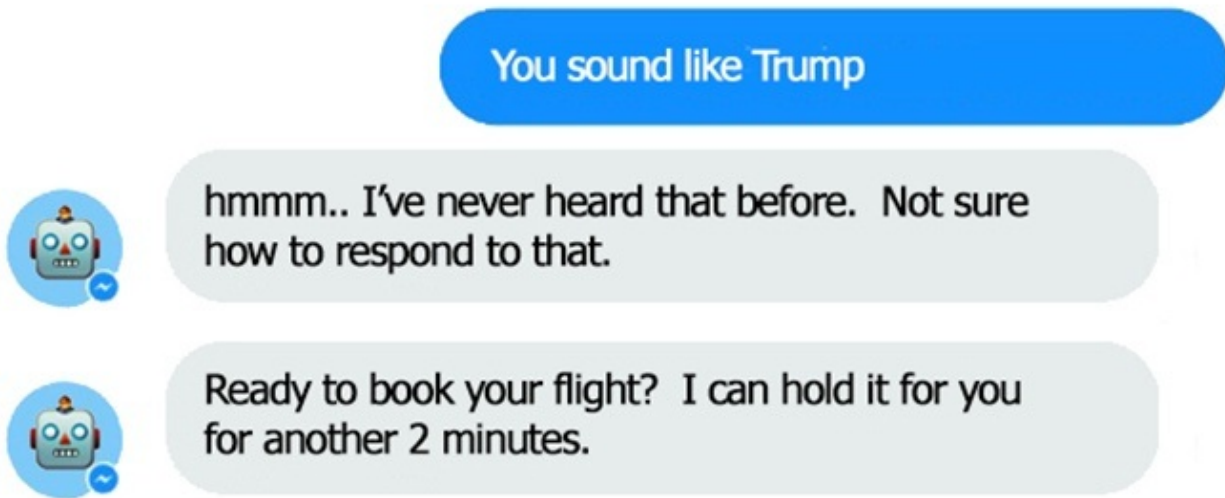 You sound like Trump
hmmm.. I've never heard that before.  Not sure
how to respond to that.
Ready to book your flight?  I can hold it for you
for another 2 minutes.